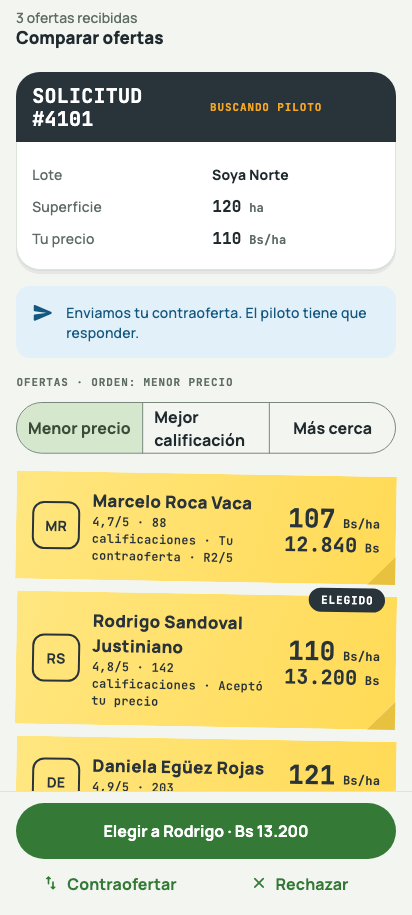 3 ofertas recibidas
Comparar ofertas
SOLICITUD
#4101
BUSCANDO PILOTO
Lote Soya Norte
Superficie 120 ha
Tu precio 110 Bs/ha
Enviamos tu contraoferta. El piloto tiene que
responder.
OFERTAS · ORDEN: MENOR PRECIO
Menor precio
Mejor
calificación
Más cerca
MR
Marcelo Roca Vaca
4,7/5 · 88
calificaciones · Tu
contraoferta · R2/5
107 Bs/ha
12.840 Bs
ELEGIDO
RS
Rodrigo Sandoval
Justiniano
4,8/5 · 142
calificaciones · Aceptó
tu precio
110 Bs/ha
13.200 Bs
DE
Daniela Egüez Rojas
4,9/5 · 203
121 Bs/ha
Elegir a Rodrigo · Bs 13.200
Contraofertar
Rechazar